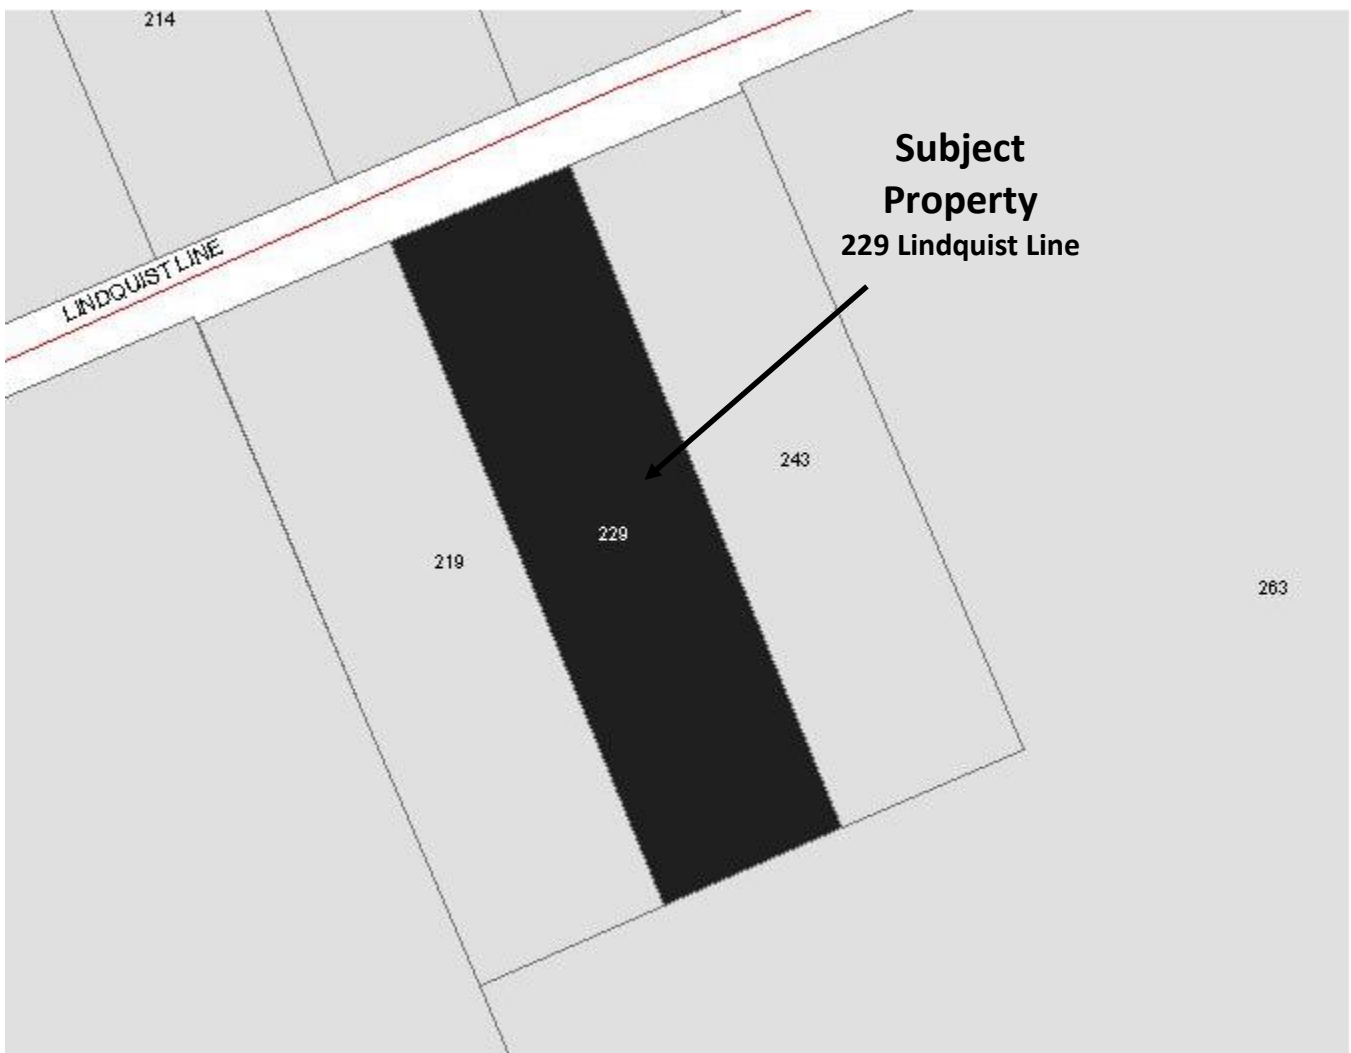 214
Subject
Property
229 Lindquist Line
LINDQUIST LINE
243
229
219
263